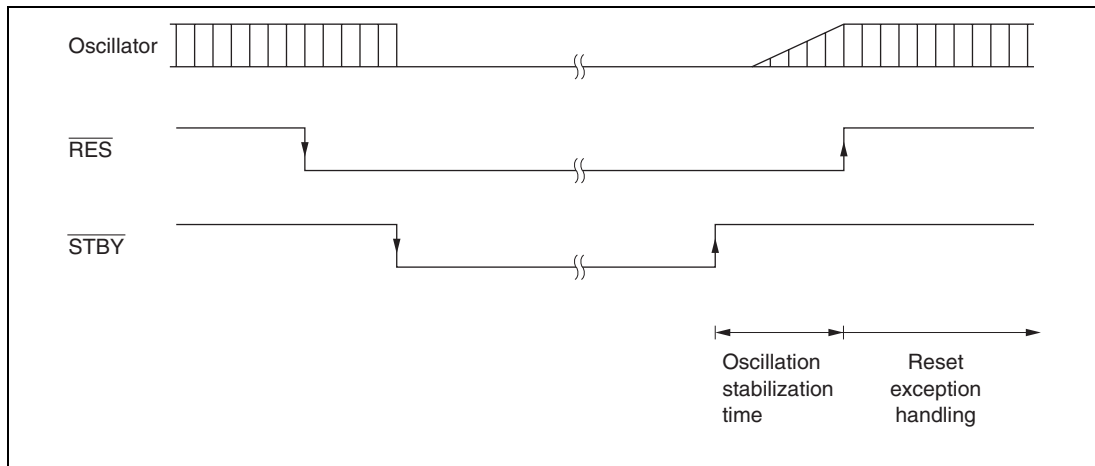 Oscillator
RES
STBY
Oscillation
stabilization
time
Reset
exception
handling